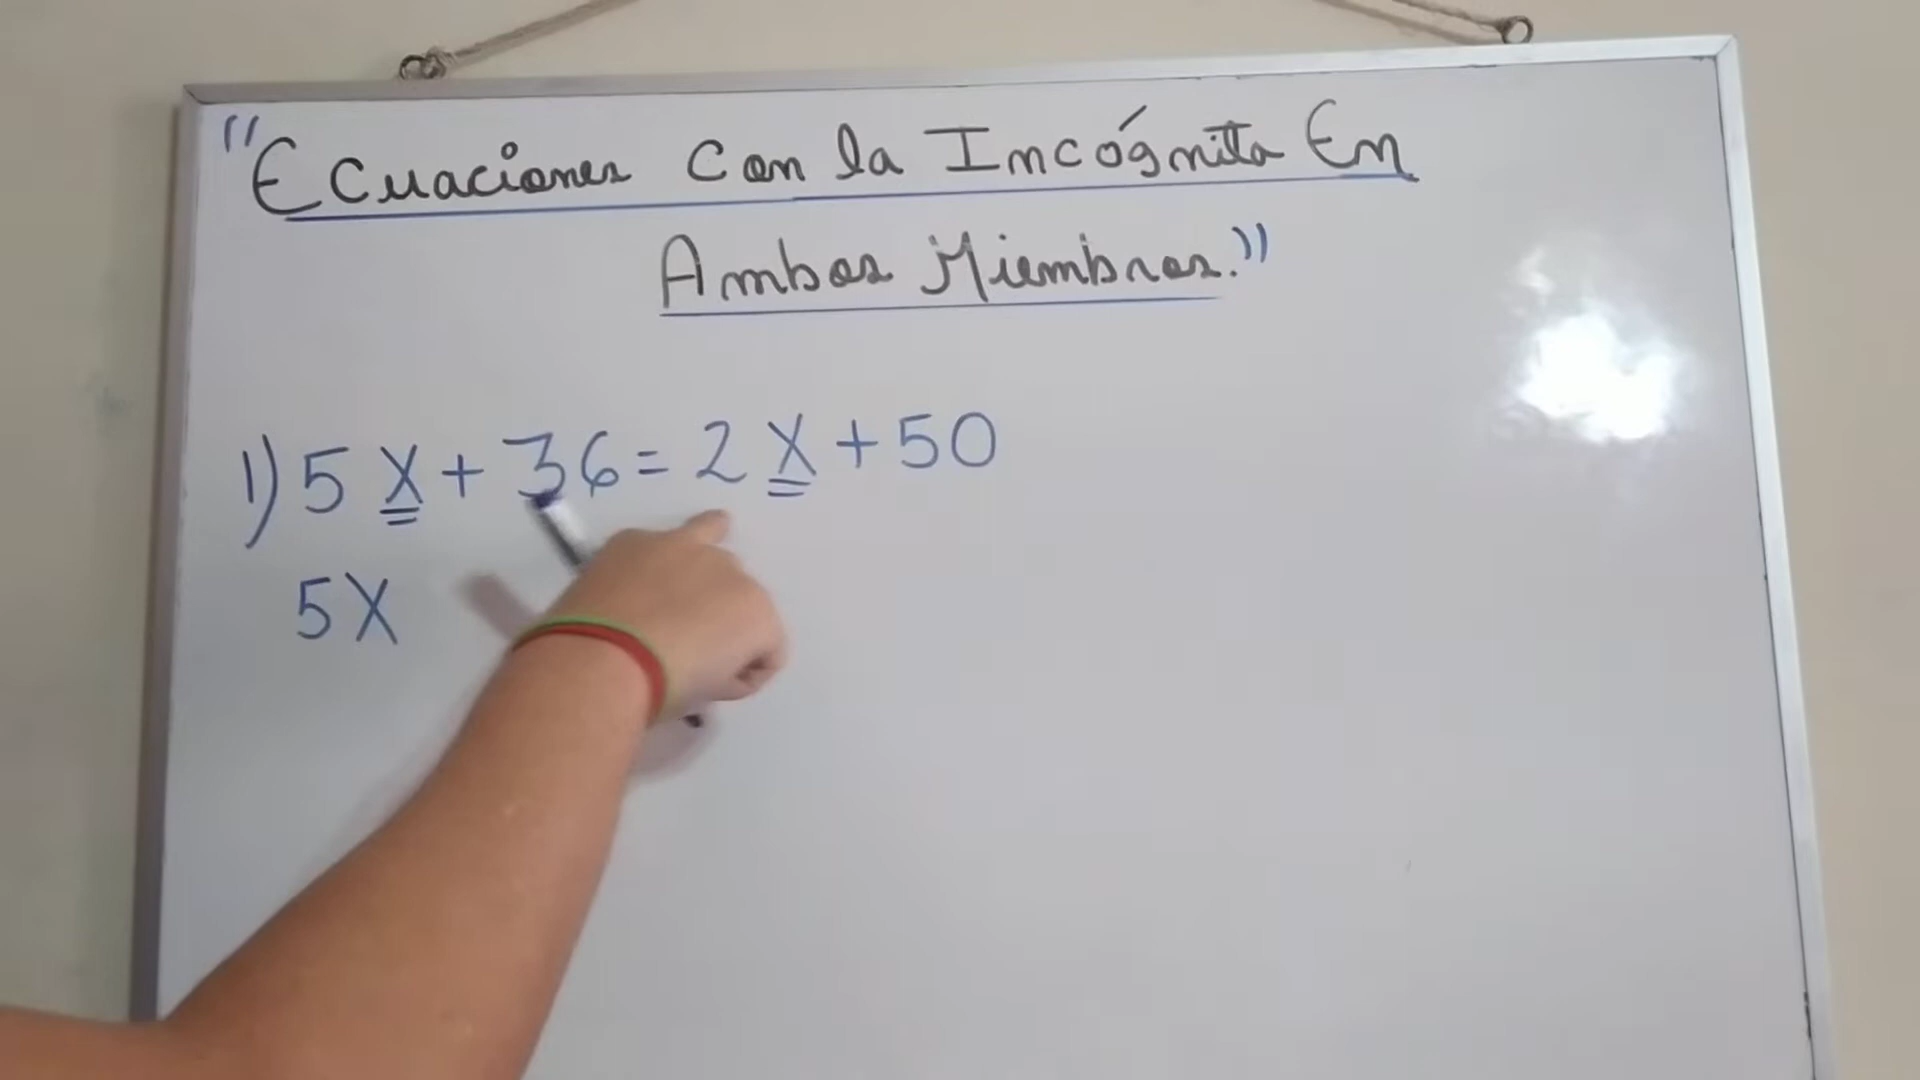 "Ecuaciones Con la Incógnita En
Ambos Miembros."
1) 5 X + 36 = 2 X + 50
5X